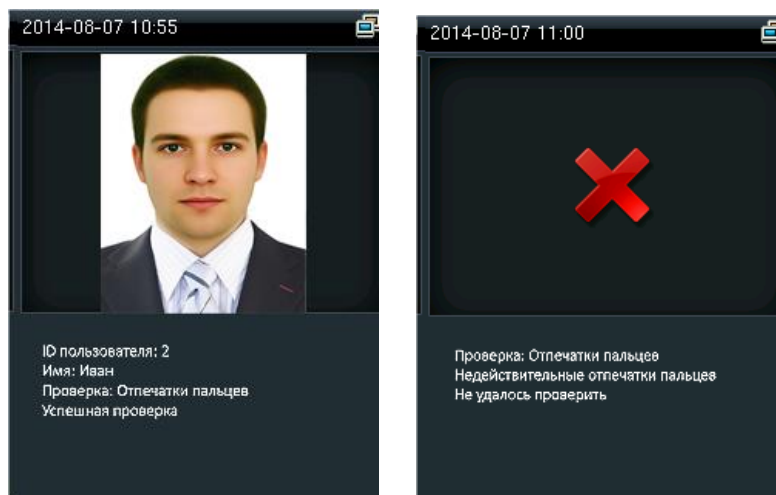 2014-08-07 10:55
ID пользователя: 2
Имя: Иван
Проверка: Отпечатки пальцев
Успешная проверка
2014-08-07 11:00
Проверка: Отпечатки пальцев
Недействительные отпечатки пальцев
Не удалось проверить